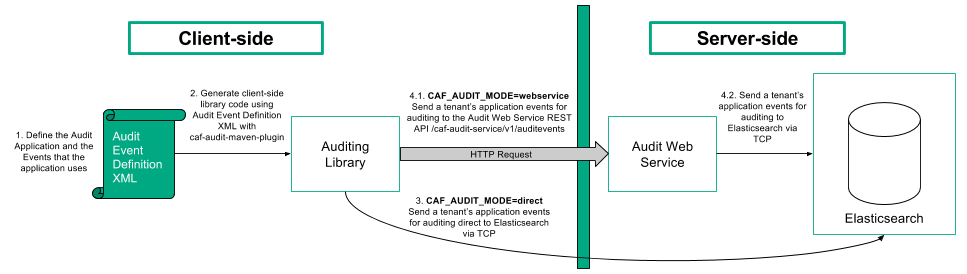 Client-side
Server-side
1. Define the Audit
Application and the
Events that the
application uses
Audit
Event
Definition
XML
2. Generate client-side
library code using
Audit Event Definition
XML with
caf-audit-maven-plugin
Auditing
Library
4.1. CAF_AUDIT_MODE=webservice
Send a tenant's application events for
auditing to the Audit Web Service REST
API /caf-audit-service/v1/auditevents
HTTP Request
3. CAF_AUDIT_MODE=direct
Send a tenant's application events
for auditing direct to Elasticsearch
via TCP
Audit Web
Service
4.2. Send a tenant's
application events for
auditing to
Elasticsearch via
TCP
Elasticsearch